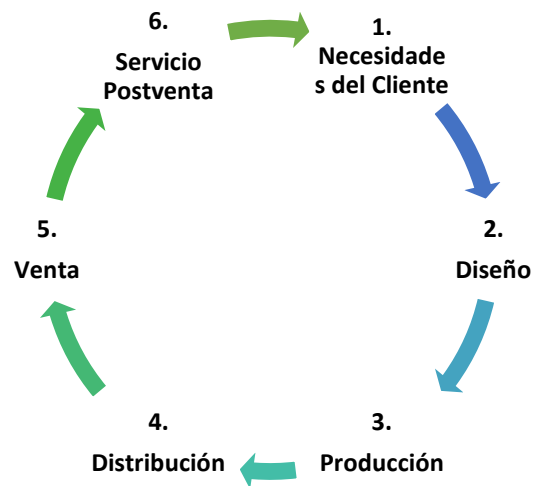 1.
Necesidade
s del Cliente
2.
Diseño
3.
Producción
4.
Distribución
5.
Venta
6.
Servicio
Postventa